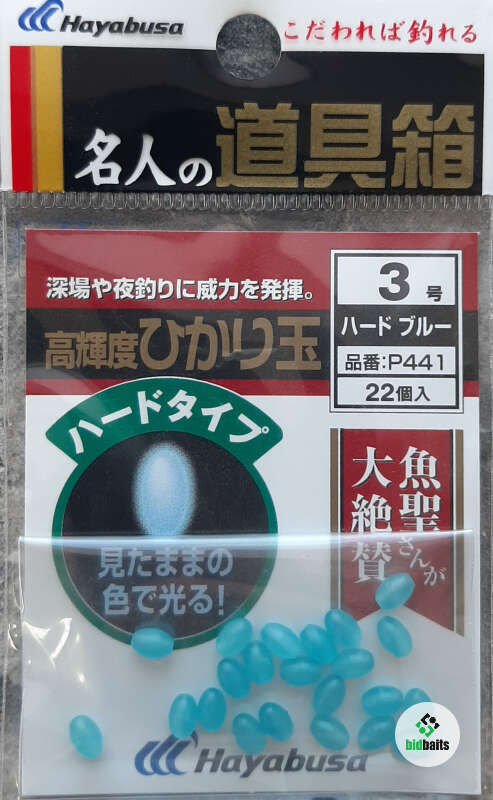 Hayabusa
こだわれば釣れる
名人の道具箱
深場や夜釣りに威力を発揮。
高輝度ひかり玉
3号
ハード ブルー
品番:P441
22個入
ハードタイプ
見たままの
色で光る!
魚聖さんが
大絶賛
Hayabusa
bidbaits